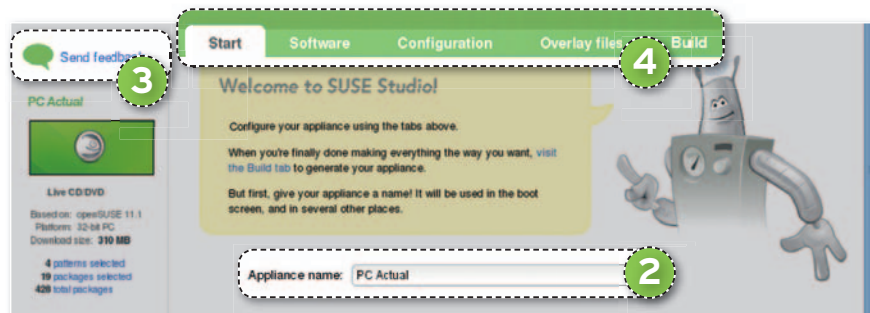 Start Software Configuration Overlay files Build
4
Send feedback
3
PC Actual
Live CD/DVD
Based on: openSUSE 11.1
Platform: 32-bit PC
Download size: 310 MB
4 patterns selected
19 packages selected
428 total packages
Welcome to SUSE Studio!
Configure your appliance using the tabs above.
When you're finally done making everything the way you want, visit
the Build tab to generate your appliance.
But first, give your appliance a name! It will be used in the boot
screen, and in several other places.
Appliance name: PC Actual
2